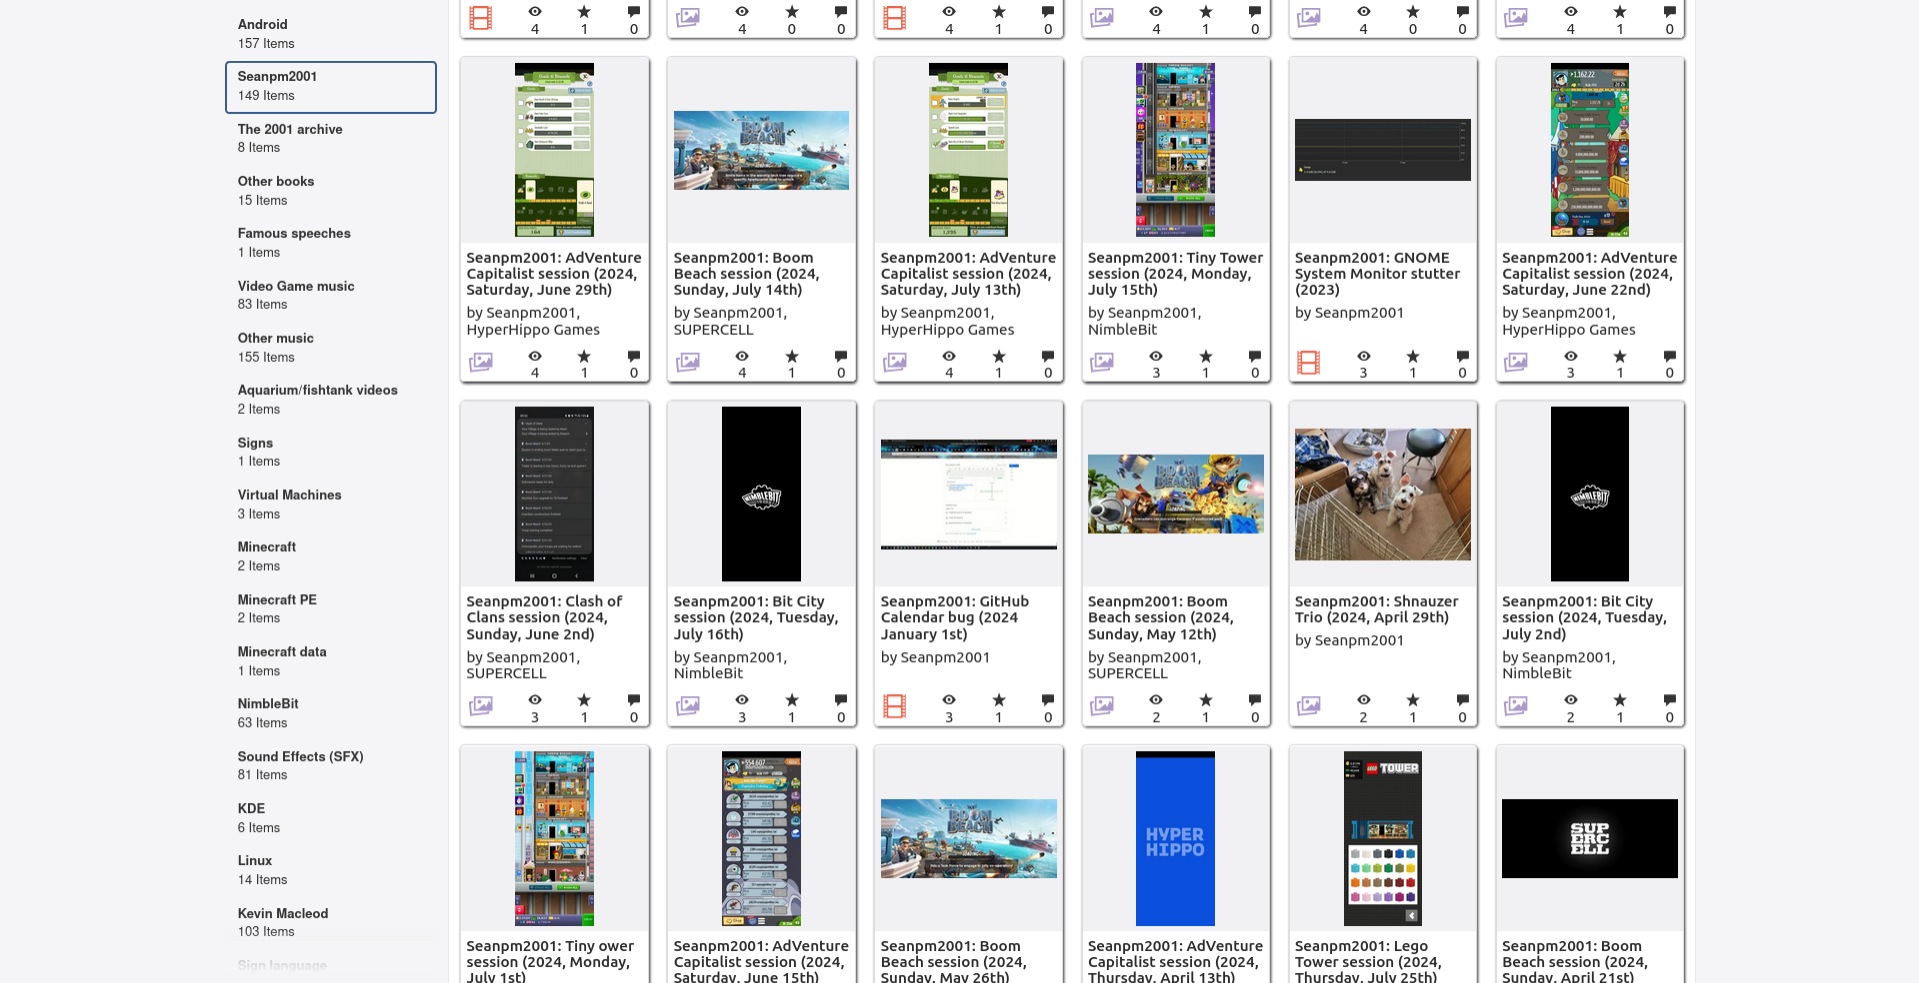 Android
157 Items
Seanpm2001
149 Items
The 2001 archive
8 Items
Other books
15 Items
Famous speeches
1 Items
Video Game music
83 Items
Other music
155 Items
Aquarium/fishtank videos
2 Items
Signs
1 Items
Virtual Machines
3 Items
Minecraft
2 Items
Minecraft PE
2 Items
Minecraft data
1 Items
NimbleBit
63 Items
Sound Effects (SFX)
81 Items
KDE
6 Items
Linux
14 Items
Kevin Macleod
103 Items
Sign language
4 1 0
4 0 0
4 1 0
4 1 0
4 0 0
4 1 0
Seanpm2001: AdVenture
Capitalist session (2024,
Saturday, June 29th)
by Seanpm2001,
HyperHippo Games
4 1 0
BOOM
BEACH
Seanpm2001: Boom
Beach session (2024,
Sunday, July 14th)
by Seanpm2001,
SUPERCELL
4 1 0
Seanpm2001: AdVenture
Capitalist session (2024,
Saturday, July 13th)
by Seanpm2001,
HyperHippo Games
4 1 0
Seanpm2001: Tiny Tower
session (2024, Monday,
July 15th)
by Seanpm2001,
NimbleBit
3 1 0
Seanpm2001: GNOME
System Monitor stutter
(2023)
by Seanpm2001
3 1 0
1,162.22
Seanpm2001: AdVenture
Capitalist session (2024,
Saturday, June 22nd)
by Seanpm2001,
HyperHippo Games
3 1 0
Seanpm2001: Clash of
Clans session (2024,
Sunday, June 2nd)
by Seanpm2001,
SUPERCELL
3 1 0
NIMBLEBIT
Seanpm2001: Bit City
session (2024, Tuesday,
July 16th)
by Seanpm2001,
NimbleBit
3 1 0
Seanpm2001: GitHub
Calendar bug (2024
January 1st)
by Seanpm2001
3 1 0
BOOM
BEACH
Seanpm2001: Boom
Beach session (2024,
Sunday, May 12th)
by Seanpm2001,
SUPERCELL
2 1 0
Seanpm2001: Shnauzer
Trio (2024, April 29th)
by Seanpm2001
2 1 0
NIMBLEBIT
Seanpm2001: Bit City
session (2024, Tuesday,
July 2nd)
by Seanpm2001,
NimbleBit
2 1 0
Seanpm2001: Tiny ower
session (2024, Monday,
July 1st)
554.607
Seanpm2001: AdVenture
Capitalist session (2024,
Saturday, June 15th)
BOOM
BEACH
Seanpm2001: Boom
Beach session (2024,
Sunday, May 26th)
HYPER
HIPPO
Seanpm2001: AdVenture
Capitalist session (2024,
Thursday, April 13th)
LEGO TOWER
Seanpm2001: Lego
Tower session (2024,
Thursday, July 25th)
SUP
ERC
ELL
Seanpm2001: Boom
Beach session (2024,
Sunday, April 21st)